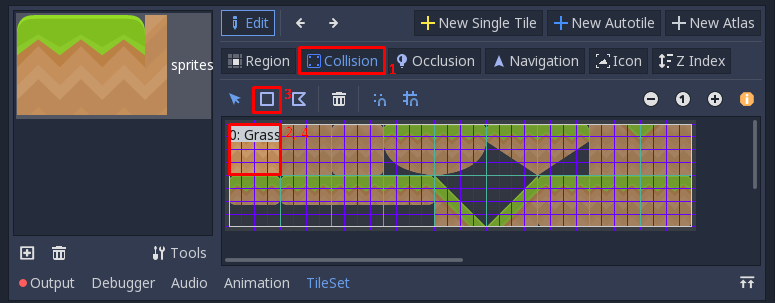 Edit
New Single Tile
New Autotile
New Atlas
sprites
Region
Collision
1
Occlusion
Navigation
Icon
Z Index
3
1
0: Grass
2, 4
Tools
Output
Debugger
Audio
Animation
TileSet